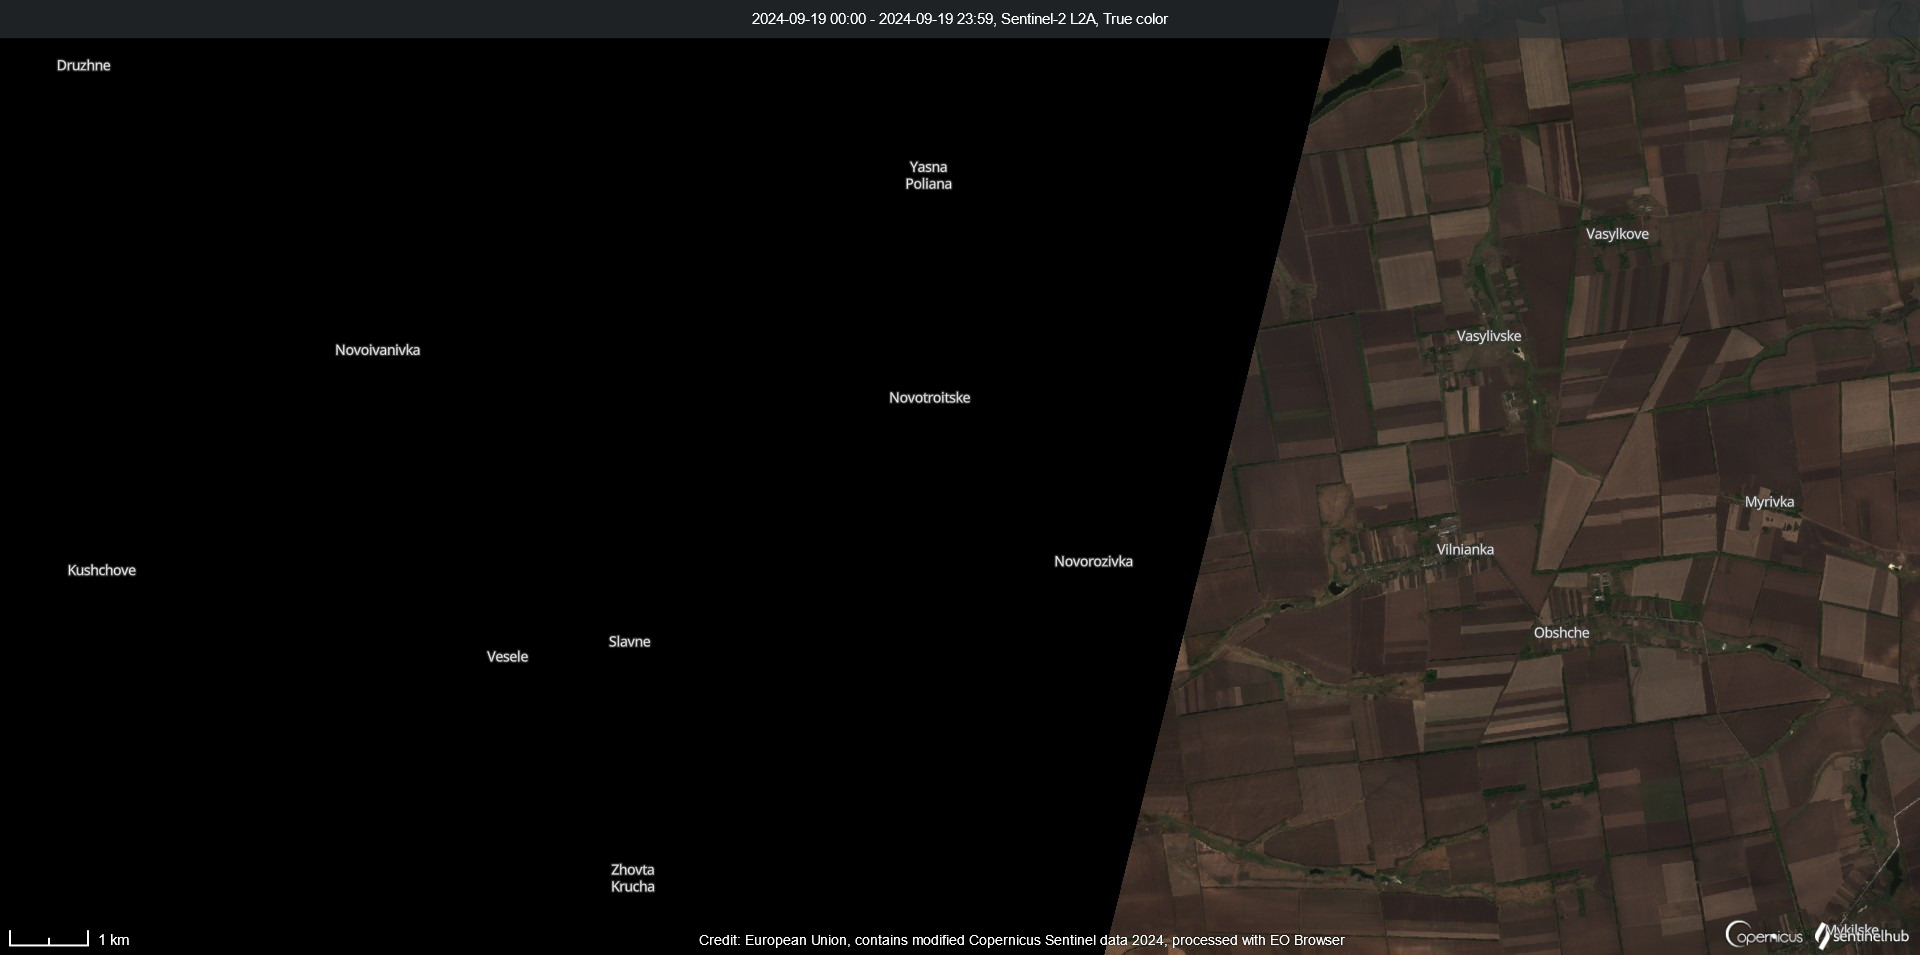 2024-09-19 00:00 - 2024-09-19 23:59, Sentinel-2 L2A, True color
Druzhne
Yasna
Poliana
Vasylkove
Vasylivske
Novoivanivka
Novotroitske
Myrivka
Vilnianka
Novorozivka
Kushchove
Obshche
Slavne
Vesele
Zhovta
Krucha
Mykilske
1 km
Credit: European Union, contains modified Copernicus Sentinel data 2024, processed with EO Browser
opernicus
sentinelhub